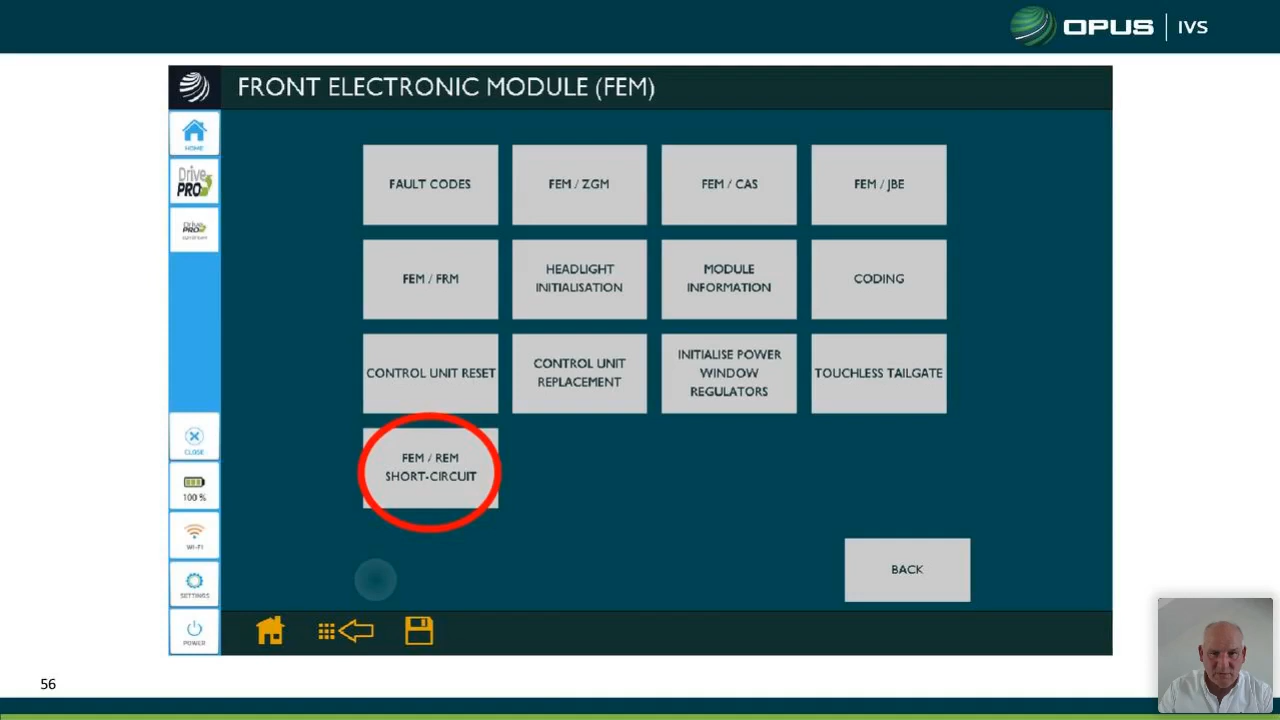 OPUS | IVS
FRONT ELECTRONIC MODULE (FEM)
HOME
Drive
PRO
Drive
PRO
FAULT CODES
FEM / ZGM
FEM / CAS
FEM / JBE
FEM / FRM
HEADLIGHT
INITIALISATION
MODULE
INFORMATION
CODING
CONTROL UNIT RESET
CONTROL UNIT
REPLACEMENT
INITIALISE POWER
WINDOW
REGULATORS
TOUCHLESS TAILGATE
FEM / REM
SHORT-CIRCUIT
CLOSE
100 %
WI-FI
SETTINGS
POWER
BACK
56